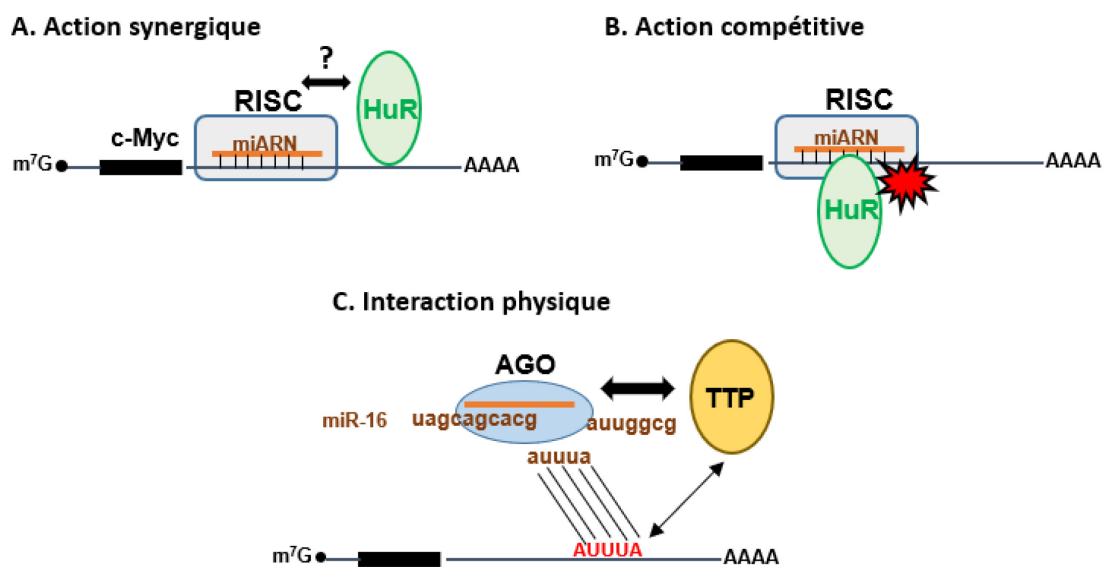 A. Action synergique
?
RISC
HuR
c-Myc
miARN
m⁷G
AAAA
B. Action compétitive
RISC
miARN
m⁷G
AAAA
HuR
C. Interaction physique
AGO
TTP
miR-16
uagcagcacg
auuggcg
auuua
AUUUA
m⁷G
AAAA